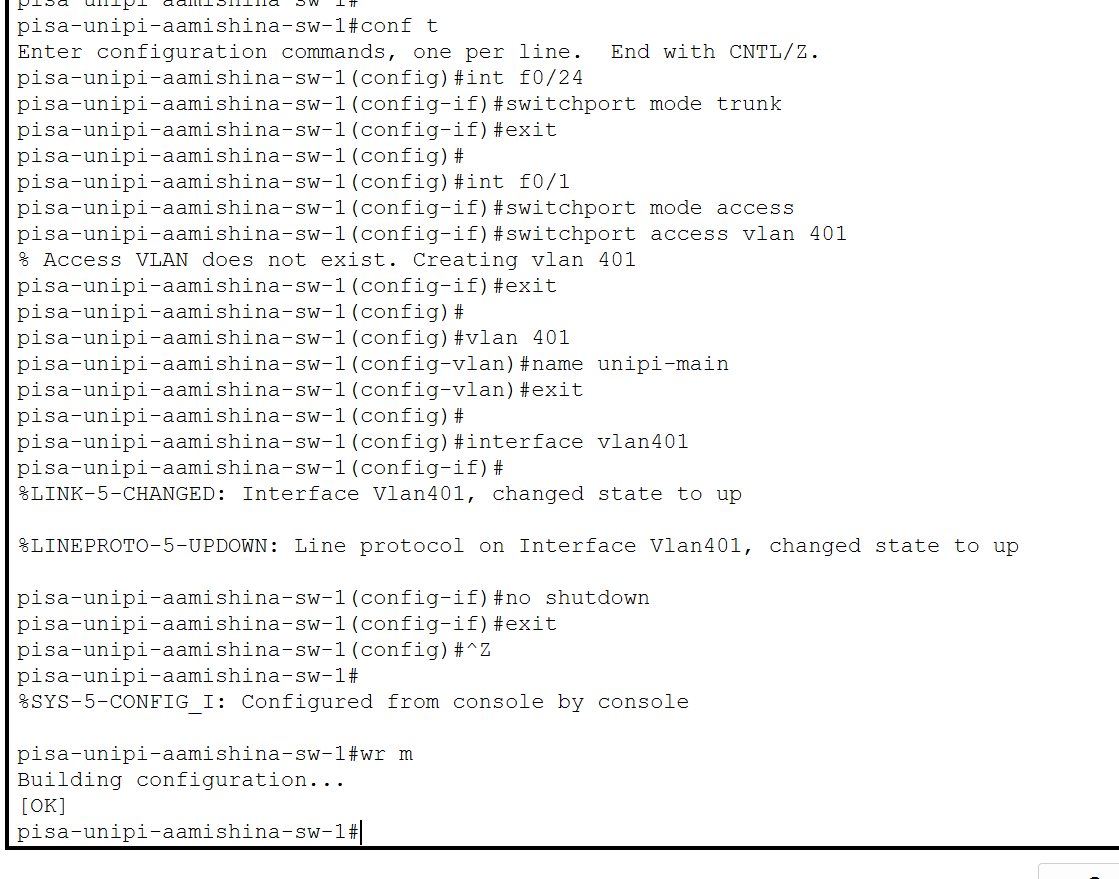 pisa-unipi-aamishina-sw-1#
pisa-unipi-aamishina-sw-1#conf t
Enter configuration commands, one per line.  End with CNTL/Z.
pisa-unipi-aamishina-sw-1(config)#int f0/24
pisa-unipi-aamishina-sw-1(config-if)#switchport mode trunk
pisa-unipi-aamishina-sw-1(config-if)#exit
pisa-unipi-aamishina-sw-1(config)#
pisa-unipi-aamishina-sw-1(config)#int f0/1
pisa-unipi-aamishina-sw-1(config-if)#switchport mode access
pisa-unipi-aamishina-sw-1(config-if)#switchport access vlan 401
% Access VLAN does not exist. Creating vlan 401
pisa-unipi-aamishina-sw-1(config-if)#exit
pisa-unipi-aamishina-sw-1(config)#
pisa-unipi-aamishina-sw-1(config)#vlan 401
pisa-unipi-aamishina-sw-1(config-vlan)#name unipi-main
pisa-unipi-aamishina-sw-1(config-vlan)#exit
pisa-unipi-aamishina-sw-1(config)#
pisa-unipi-aamishina-sw-1(config)#interface vlan401
pisa-unipi-aamishina-sw-1(config-if)#
%LINK-5-CHANGED: Interface Vlan401, changed state to up
%LINEPROTO-5-UPDOWN: Line protocol on Interface Vlan401, changed state to up
pisa-unipi-aamishina-sw-1(config-if)#no shutdown
pisa-unipi-aamishina-sw-1(config-if)#exit
pisa-unipi-aamishina-sw-1(config)#^Z
pisa-unipi-aamishina-sw-1#
%SYS-5-CONFIG_I: Configured from console by console
pisa-unipi-aamishina-sw-1#wr m
Building configuration...
[OK]
pisa-unipi-aamishina-sw-1#